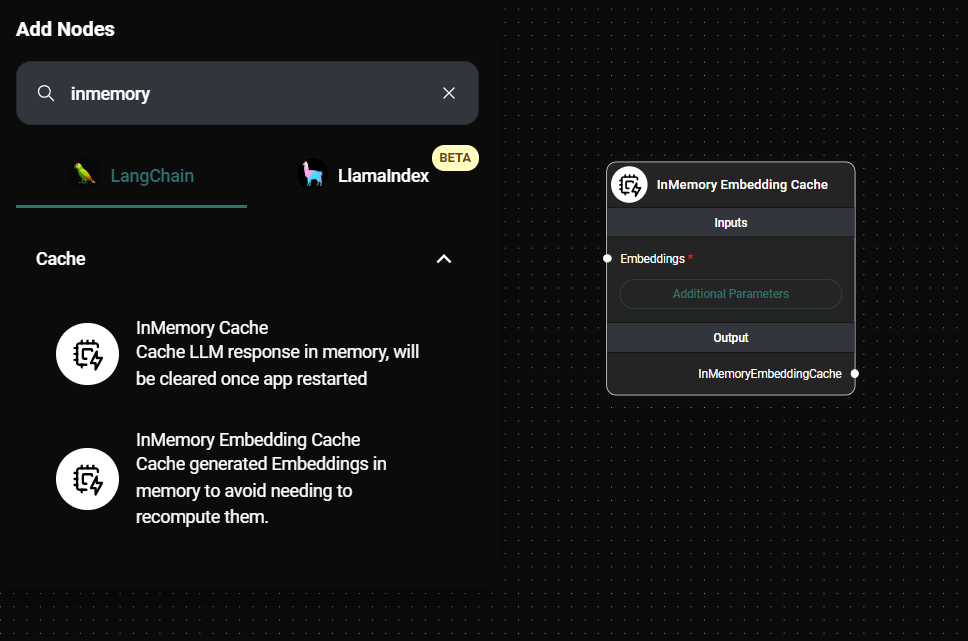 Add Nodes
inmemory
LangChain
LlamaIndex
BETA
Cache
InMemory Cache
Cache LLM response in memory, will
be cleared once app restarted
InMemory Embedding Cache
Cache generated Embeddings in
memory to avoid needing to
recompute them.
InMemory Embedding Cache
Inputs
Embeddings *
Additional Parameters
Output
InMemoryEmbeddingCache